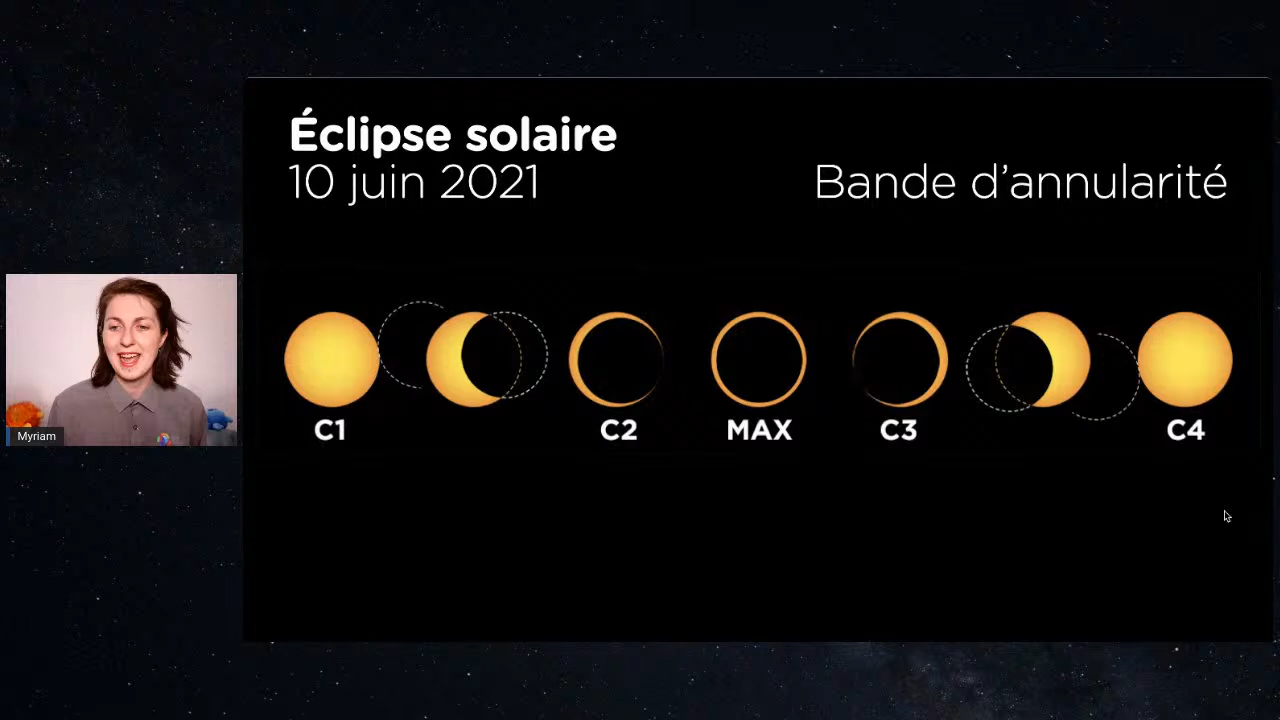 Éclipse solaire
10 juin 2021
Bande d'annularité
C1
C2
MAX
C3
C4
Myriam